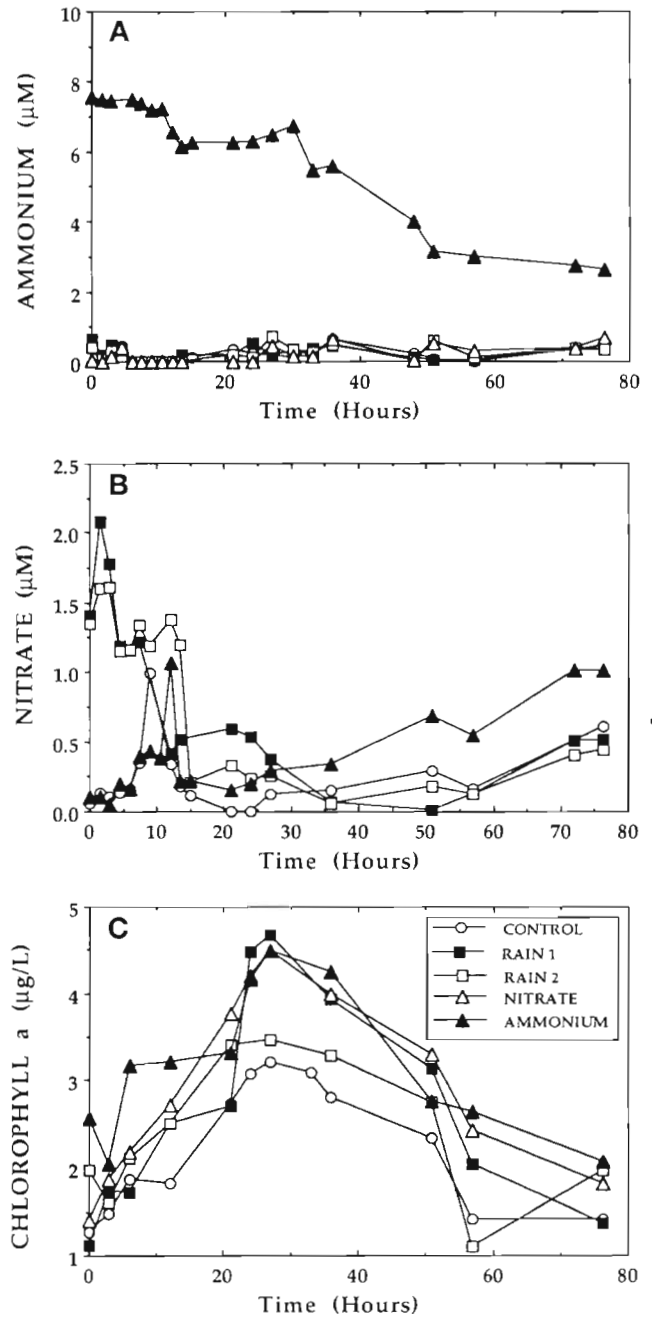 A
AMMONIUM (µM)
10
8
6
4
2
0
0 20 40 60 80
Time (Hours)
B
NITRATE (µM)
2.5
2.0
1.5
1.0
0.5
0.0
0 10 20 30 40 50 60 70 80
Time (Hours)
C
CHLOROPHYLL a (µg/L)
5
4
3
2
1
CONTROL
RAIN 1
RAIN 2
NITRATE
AMMONIUM
0 20 40 60 80
Time (Hours)